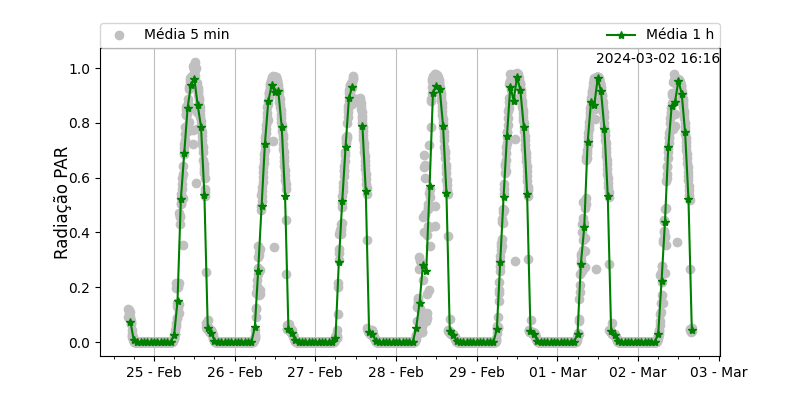 Média 5 min
Média 1 h
2024-03-02 16:16
Radiação PAR
1.0
0.8
0.6
0.4
0.2
0.0
25 - Feb
26 - Feb
27 - Feb
28 - Feb
29 - Feb
01 - Mar
02 - Mar
03 - Mar